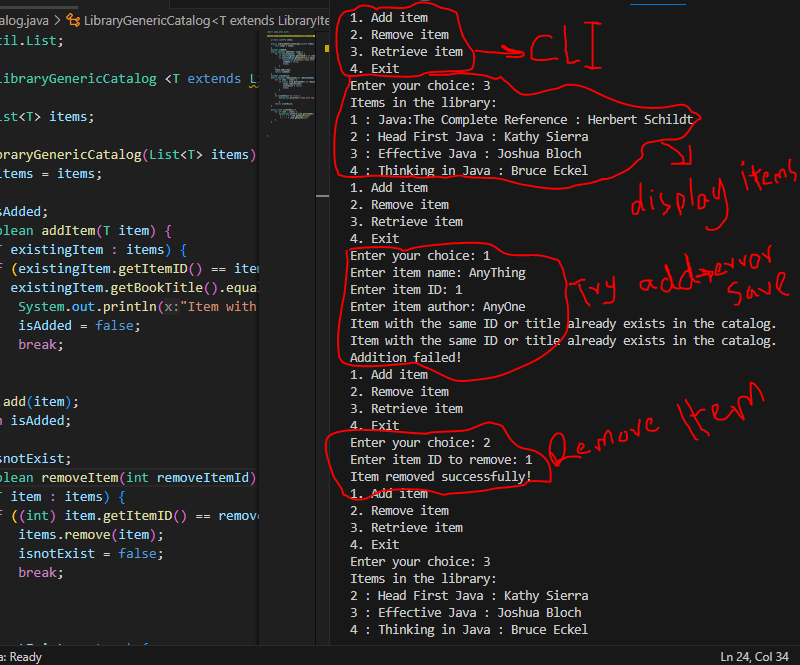 alog.java > LibraryGenericCatalog<T extends LibraryIte
til.List;
ibraryGenericCatalog <T extends L
st<T> items;
braryGenericCatalog(List<T> items)
tems = items;
sAdded;
olean addItem(T item) {
existingItem : items) {
(existingItem.getItemID() == item
existingItem.getBookTitle().equa
System.out.println(x:"Item with
isAdded = false;
break;
add(item);
n isAdded;
snotExist;
olean removeItem(int removeItemId)
item : items) {
((int) item.getItemID() == remove
items.remove(item);
isnotExist = false;
break;
a: Ready
1. Add item
2. Remove item
3. Retrieve item
4. Exit
CLI
Enter your choice: 3
Items in the library:
1 : Java:The Complete Reference : Herbert Schildt
2 : Head First Java : Kathy Sierra
3 : Effective Java : Joshua Bloch
4 : Thinking in Java : Bruce Eckel
display items
1. Add item
2. Remove item
3. Retrieve item
4. Exit
Enter your choice: 1
Enter item name: AnyThing
Enter item ID: 1
Enter item author: AnyOne
Item with the same ID or title already exists in the catalog.
Item with the same ID or title already exists in the catalog.
Addition failed!
Try add error
save
1. Add item
2. Remove item
3. Retrieve item
4. Exit
Enter your choice: 2
Enter item ID to remove: 1
Item removed successfully!
Remove Item
1. Add item
2. Remove item
3. Retrieve item
4. Exit
Enter your choice: 3
Items in the library:
2 : Head First Java : Kathy Sierra
3 : Effective Java : Joshua Bloch
4 : Thinking in Java : Bruce Eckel
Ln 24, Col 34